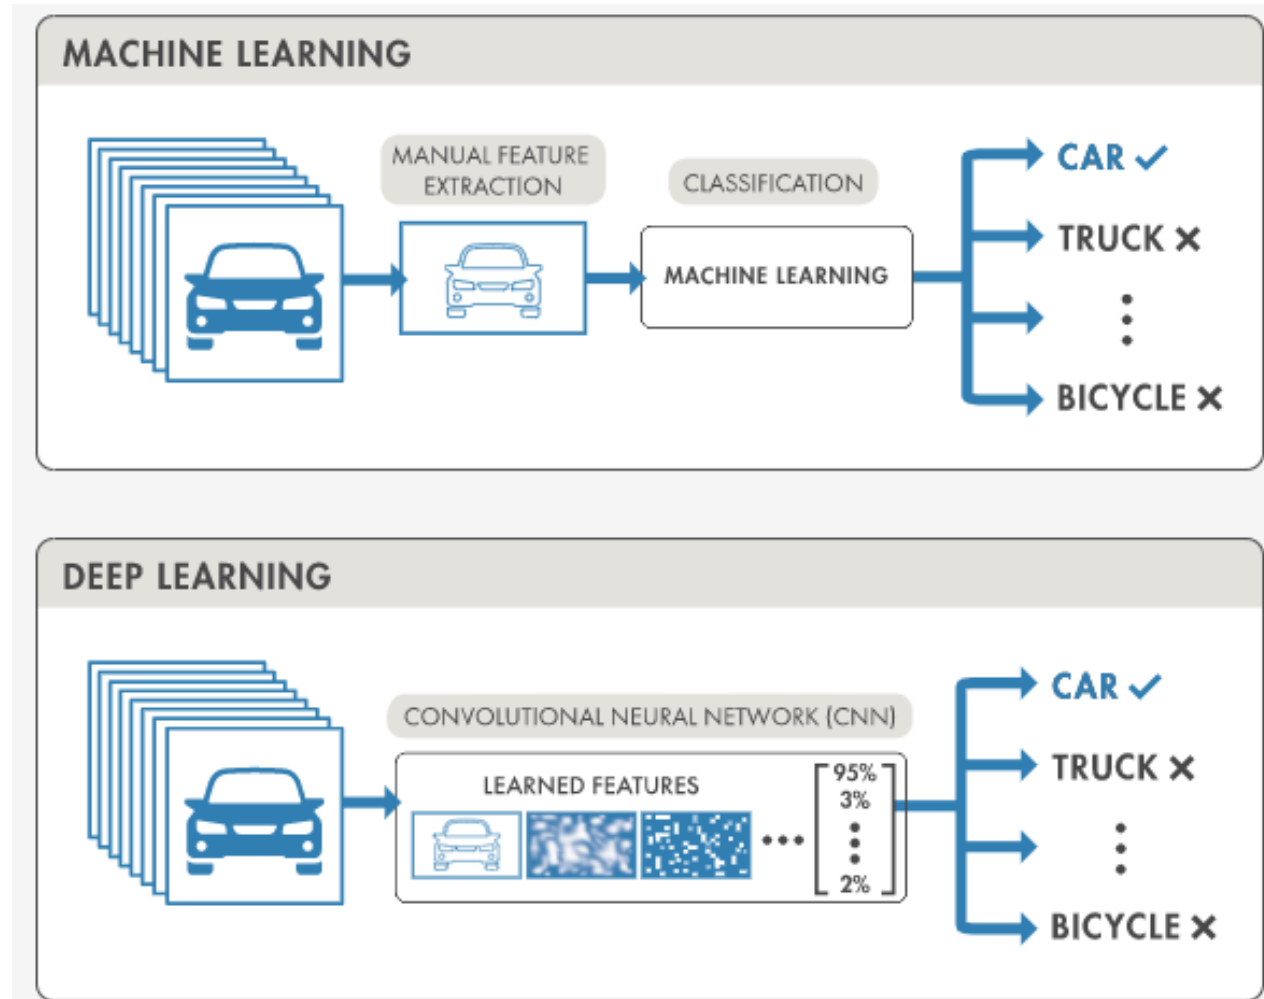 MACHINE LEARNING
MANUAL FEATURE
EXTRACTION
CLASSIFICATION
MACHINE LEARNING
CAR ✓
TRUCK ✕
BICYCLE ✕
DEEP LEARNING
CONVOLUTIONAL NEURAL NETWORK (CNN)
LEARNED FEATURES
95%
3%
2%
CAR ✓
TRUCK ✕
BICYCLE ✕